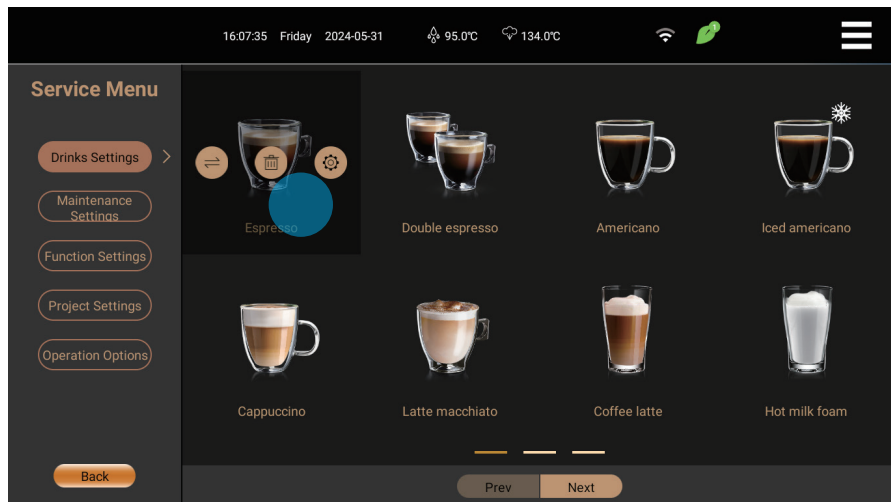 16:07:35 Friday 2024-05-31 95.0℃ 134.0℃ 1
Service Menu
Drinks Settings >
Maintenance
Settings
Function Settings
Project Settings
Operation Options
Back
Espresso Double espresso Americano Iced americano
Cappuccino Latte macchiato Coffee latte Hot milk foam
Prev Next